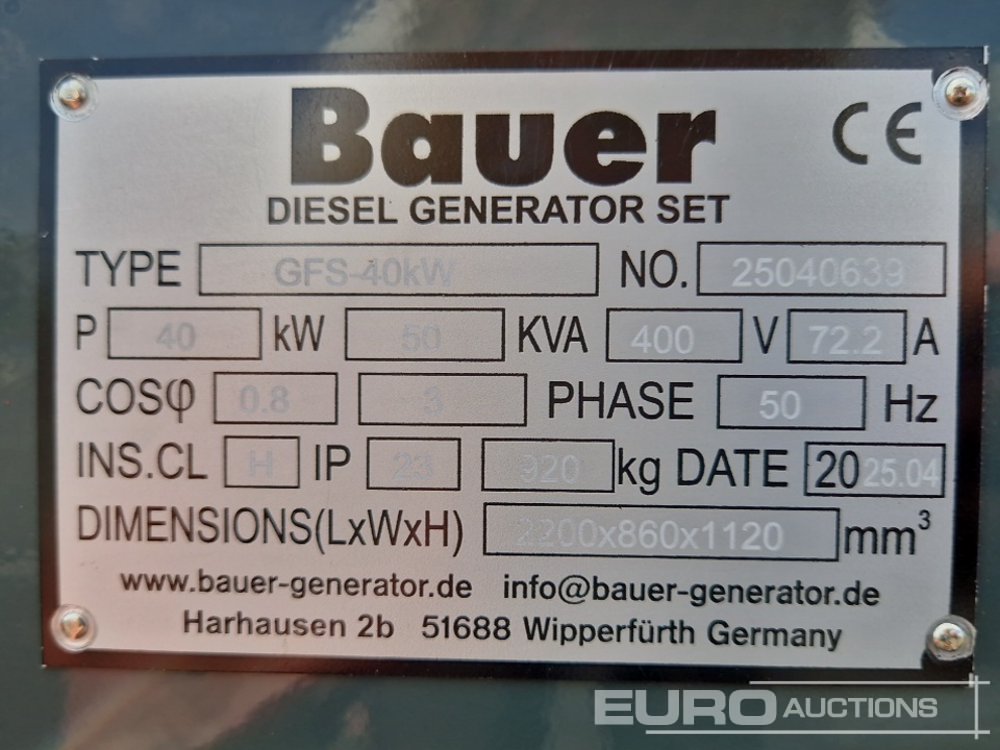 Bauer CE
DIESEL GENERATOR SET
TYPE GFS-40kW NO. 25040639
P 40 kW 50 KVA 400 V 72.2 A
COSφ 0.8 3 PHASE 50 Hz
INS.CL H IP 23 920 kg DATE 2025.04
DIMENSIONS(LxWxH) 2200x860x1120 mm³
www.bauer-generator.de info@bauer-generator.de
Harhausen 2b 51688 Wipperfürth Germany
EURO AUCTIONS